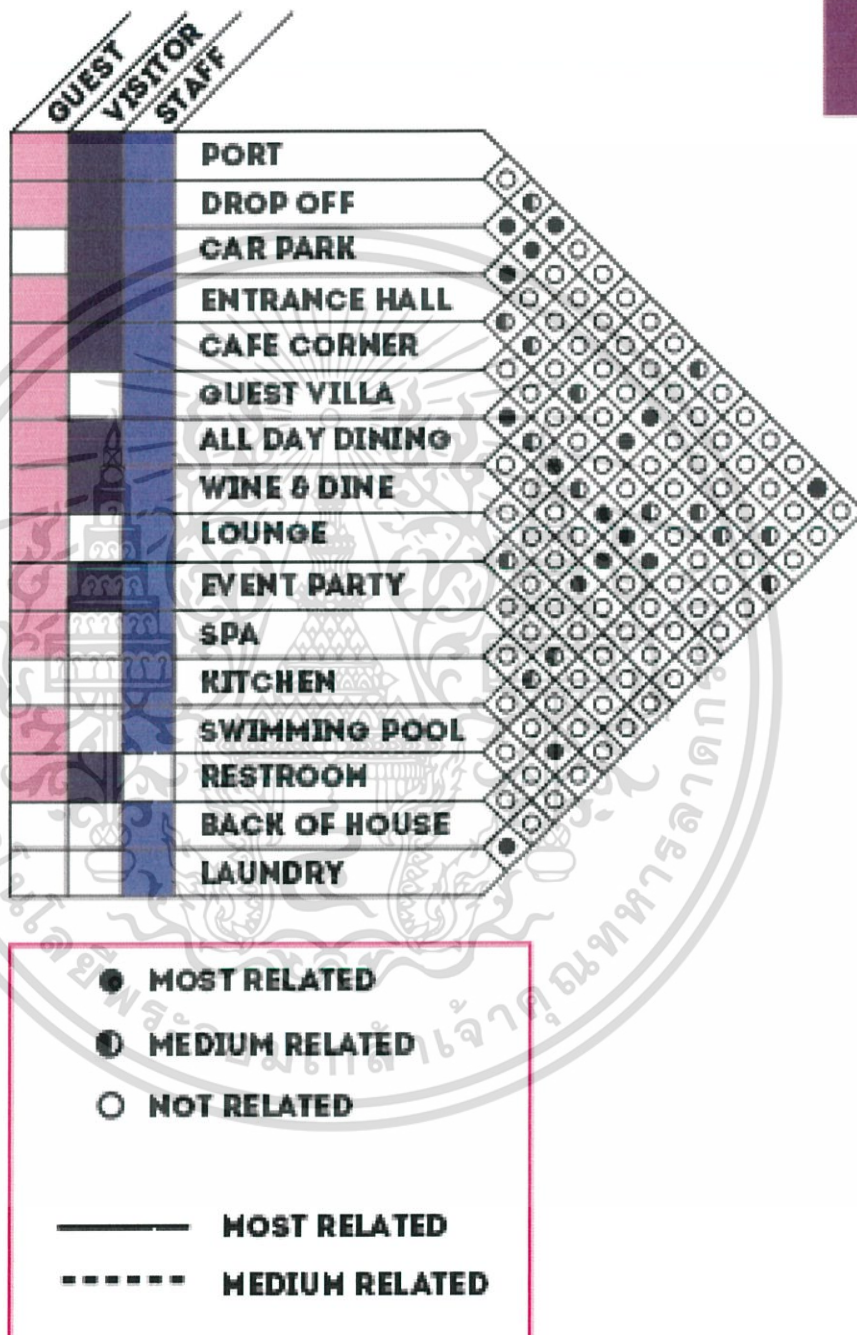 GUEST
VISITOR
STAFF
PORT
DROP OFF
CAR PARK
ENTRANCE HALL
CAFE CORNER
GUEST VILLA
ALL DAY DINING
WINE & DINE
LOUNGE
EVENT PARTY
SPA
KITCHEN
SWIMMING POOL
RESTROOM
BACK OF HOUSE
LAUNDRY
MOST RELATED
MEDIUM RELATED
NOT RELATED
MOST RELATED
MEDIUM RELATED